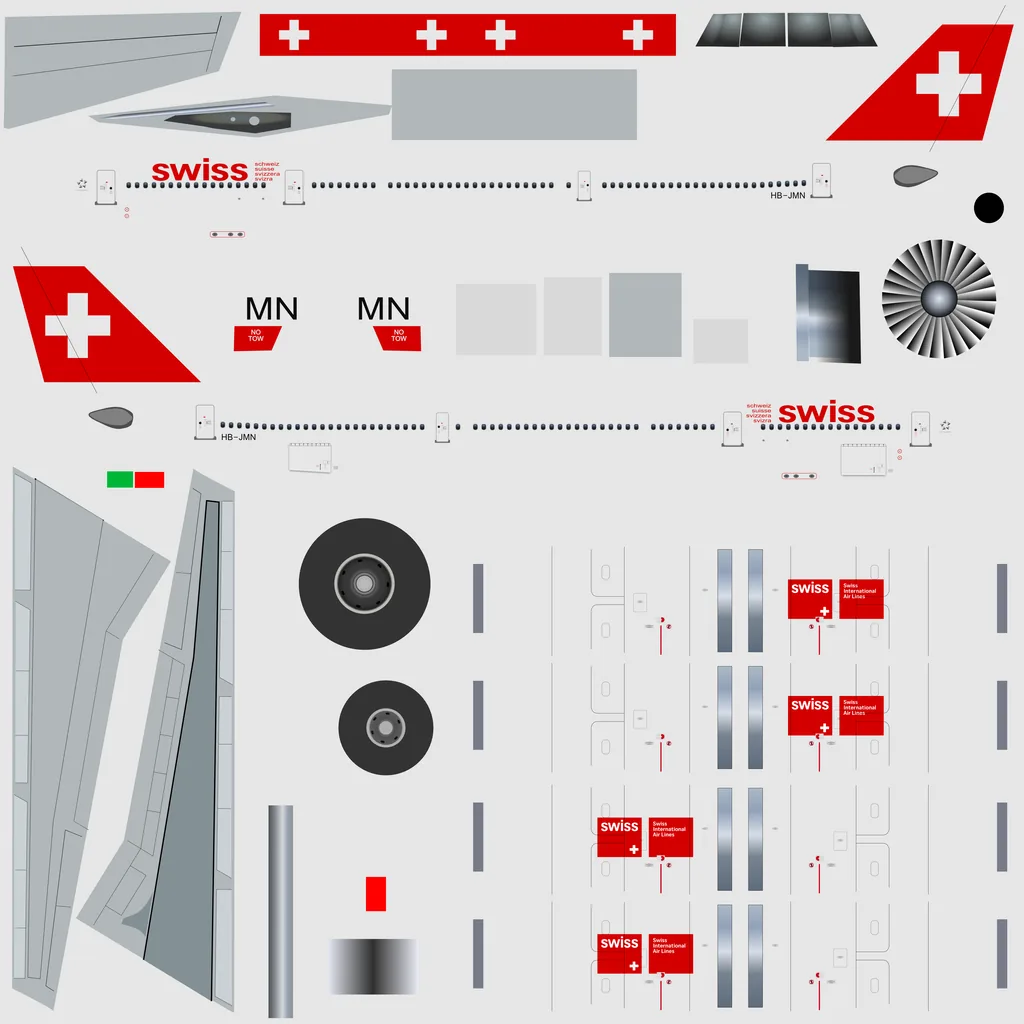 swiss
schweiz
suisse
svizzera
svizra
HB-JMN
MN
MN
NO
TOW
NO
TOW
schweiz
suisse
svizzera
svizra
swiss
HB-JMN
swiss
Swiss
International
Air Lines
swiss
Swiss
International
Air Lines
swiss
Swiss
International
Air Lines
swiss
Swiss
International
Air Lines